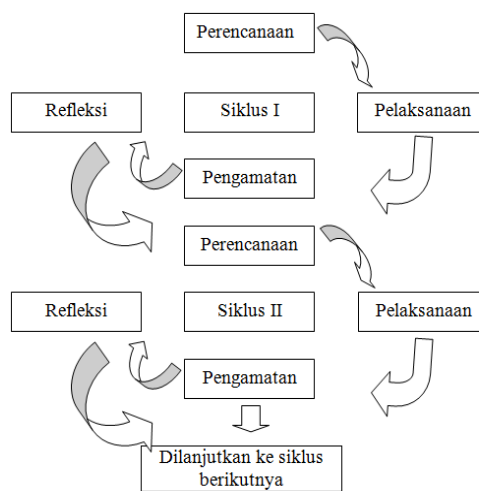 Perencanaan
Refleksi
Siklus I
Pelaksanaan
Pengamatan
Perencanaan
Refleksi
Siklus II
Pelaksanaan
Pengamatan
Dilanjutkan ke siklus
berikutnya